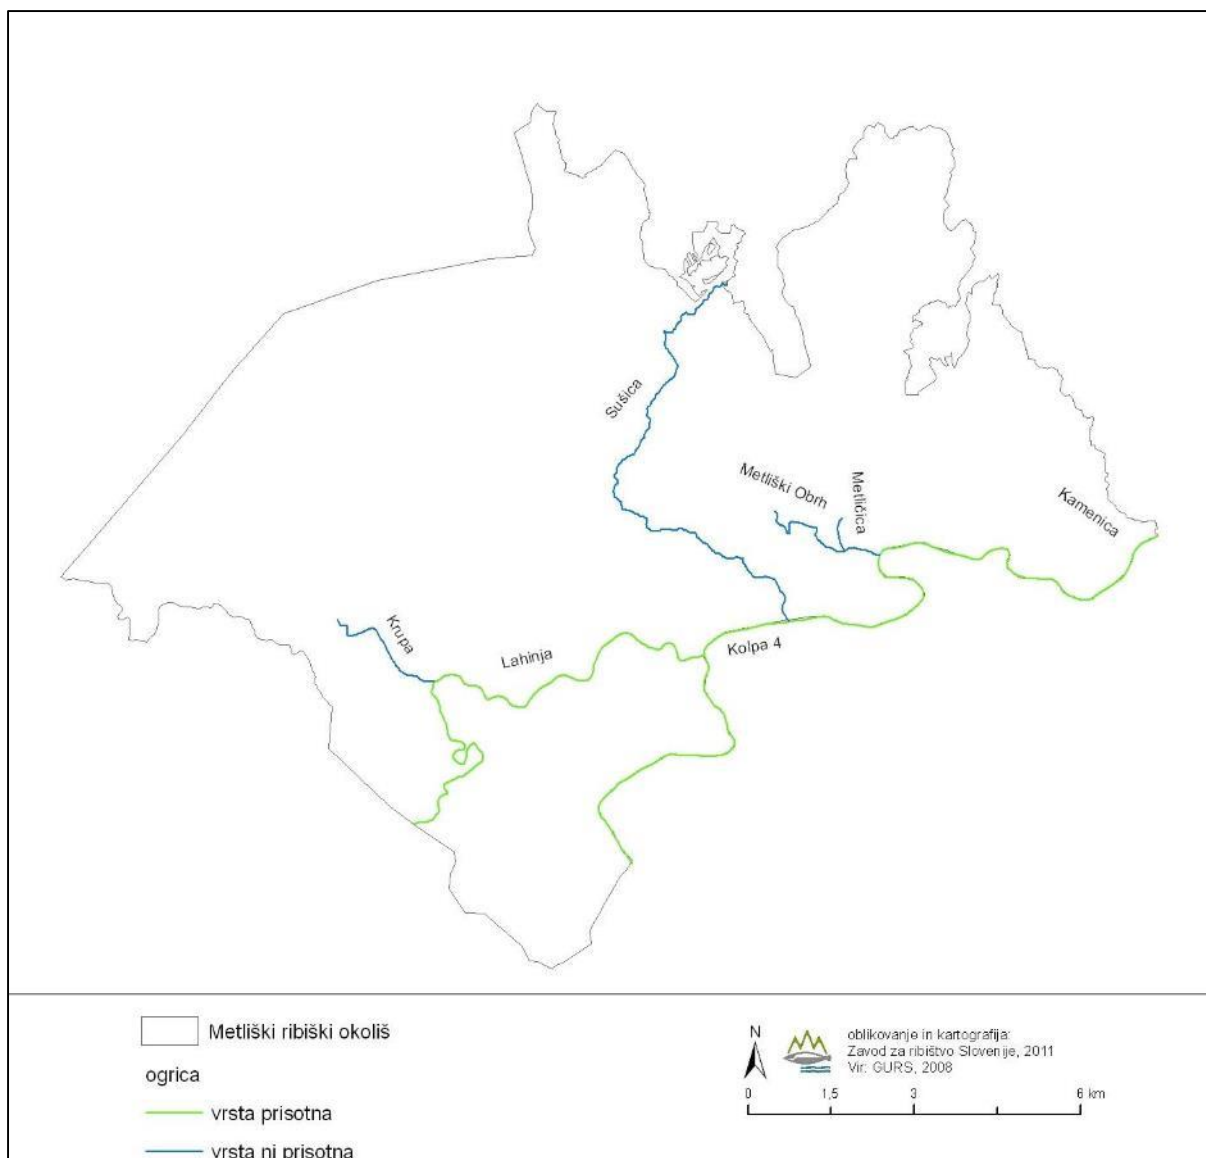 Sušica
Metliški Obrh
Metličica
Kamenica
Krupa
Lahinja
Kolpa 4
Metliški ribiški okoliš
ogrica
vrsta prisotna
vrsta ni prisotna
N
oblikovanje in kartografija:
Zavod za ribištvo Slovenije, 2011
Vir: GURS, 2008
0 1,5 3 6 km